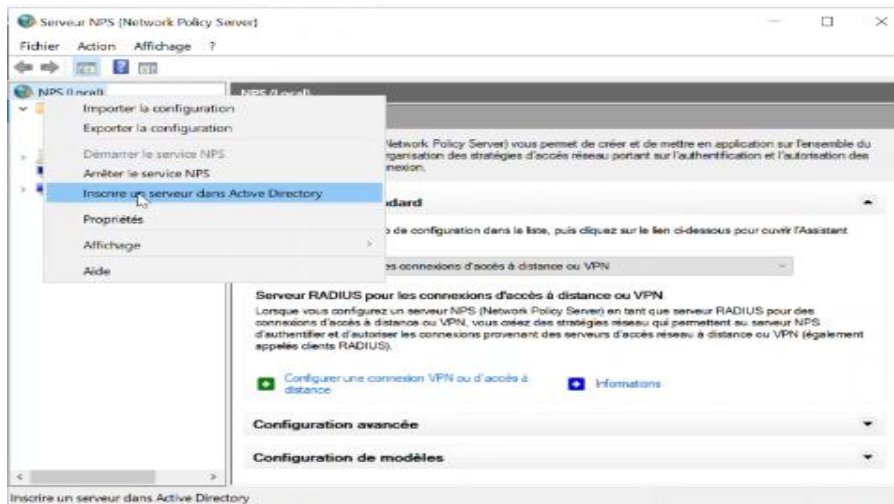 Serveur NPS (Network Policy Server)
Fichier Action Affichage ?
NPS (Local)
NPS (Local)
Importer la configuration
Exporter la configuration
Démarrer le service NPS
Arrêter le service NPS
Inscrire un serveur dans Active Directory
Propriétés
Affichage
Aide
Network Policy Server) vous permet de créer et de mettre en application sur l'ensemble du
organisation des stratégies d'accès réseau portant sur l'authentification et l'autorisation des
nexion.
dard
de configuration dans la liste, puis cliquez sur le lien ci-dessous pour ouvrir l'Assistant
es connexions d'accès à distance ou VPN
Serveur RADIUS pour les connexions d'accès à distance ou VPN
Lorsque vous configurez un serveur NPS (Network Policy Server) en tant que serveur RADIUS pour des
connexions d'accès à distance ou VPN, vous créez des stratégies réseau qui permettent au serveur NPS
d'authentifier et d'autoriser les connexions provenant des serveurs d'accès réseau à distance ou VPN (également
appelés clients RADIUS).
Configurer une connexion VPN ou d'accès à
distance
Informations
Configuration avancée
Configuration de modèles
Inscrire un serveur dans Active Directory